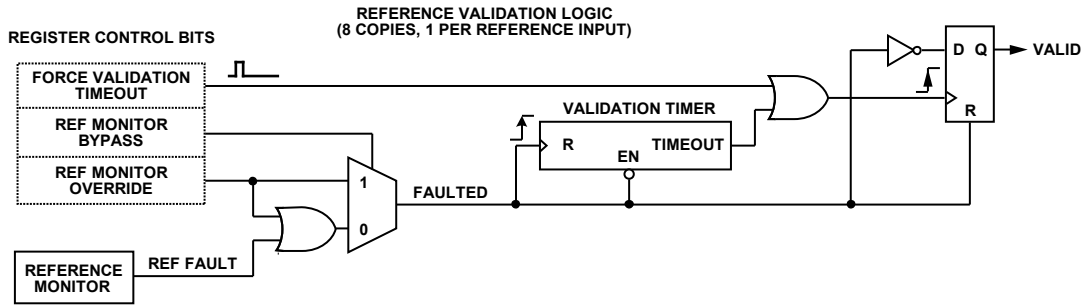 REFERENCE VALIDATION LOGIC
(8 COPIES, 1 PER REFERENCE INPUT)
REGISTER CONTROL BITS
FORCE VALIDATION
TIMEOUT
REF MONITOR
BYPASS
REF MONITOR
OVERRIDE
REFERENCE
MONITOR
REF FAULT
1
0
FAULTED
VALIDATION TIMER
R
EN
TIMEOUT
D Q
R
VALID